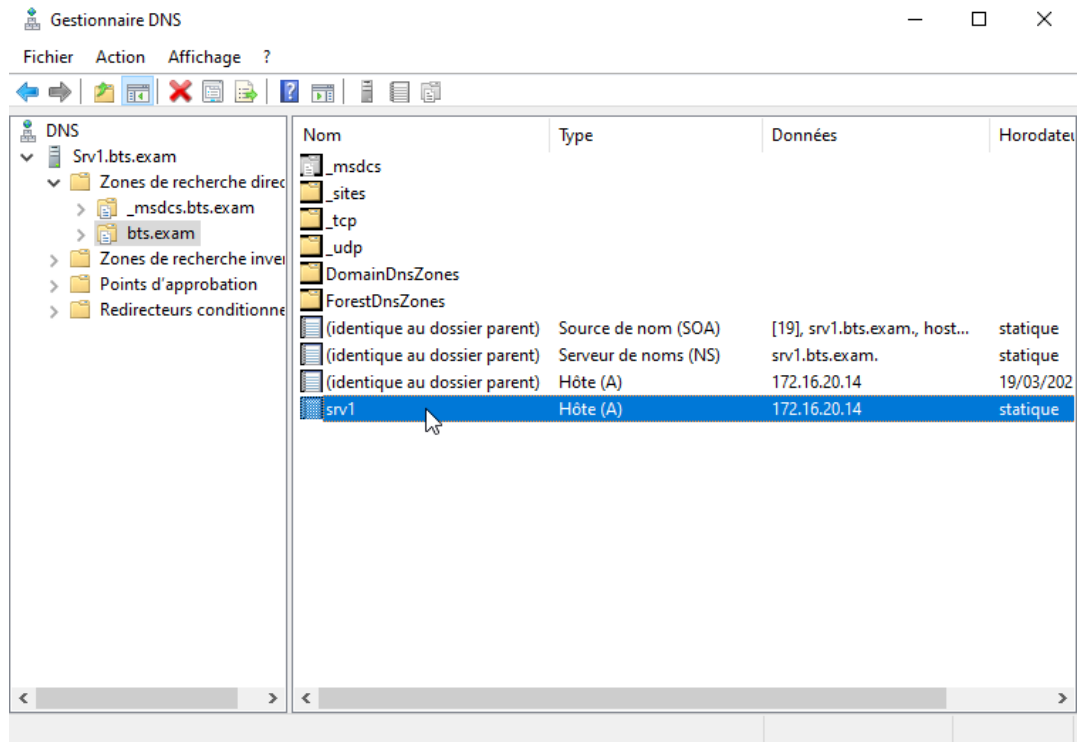 Gestionnaire DNS
Fichier Action Affichage ?
DNS
Srv1.bts.exam
Zones de recherche direc
_msdcs.bts.exam
bts.exam
Zones de recherche inver
Points d'approbation
Redirecteurs conditionne
Nom Type Données Horodateu
_msdcs
_sites
_tcp
_udp
DomainDnsZones
ForestDnsZones
(identique au dossier parent) Source de nom (SOA) [19], srv1.bts.exam., host... statique
(identique au dossier parent) Serveur de noms (NS) srv1.bts.exam. statique
(identique au dossier parent) Hôte (A) 172.16.20.14 19/03/202
srv1 Hôte (A) 172.16.20.14 statique